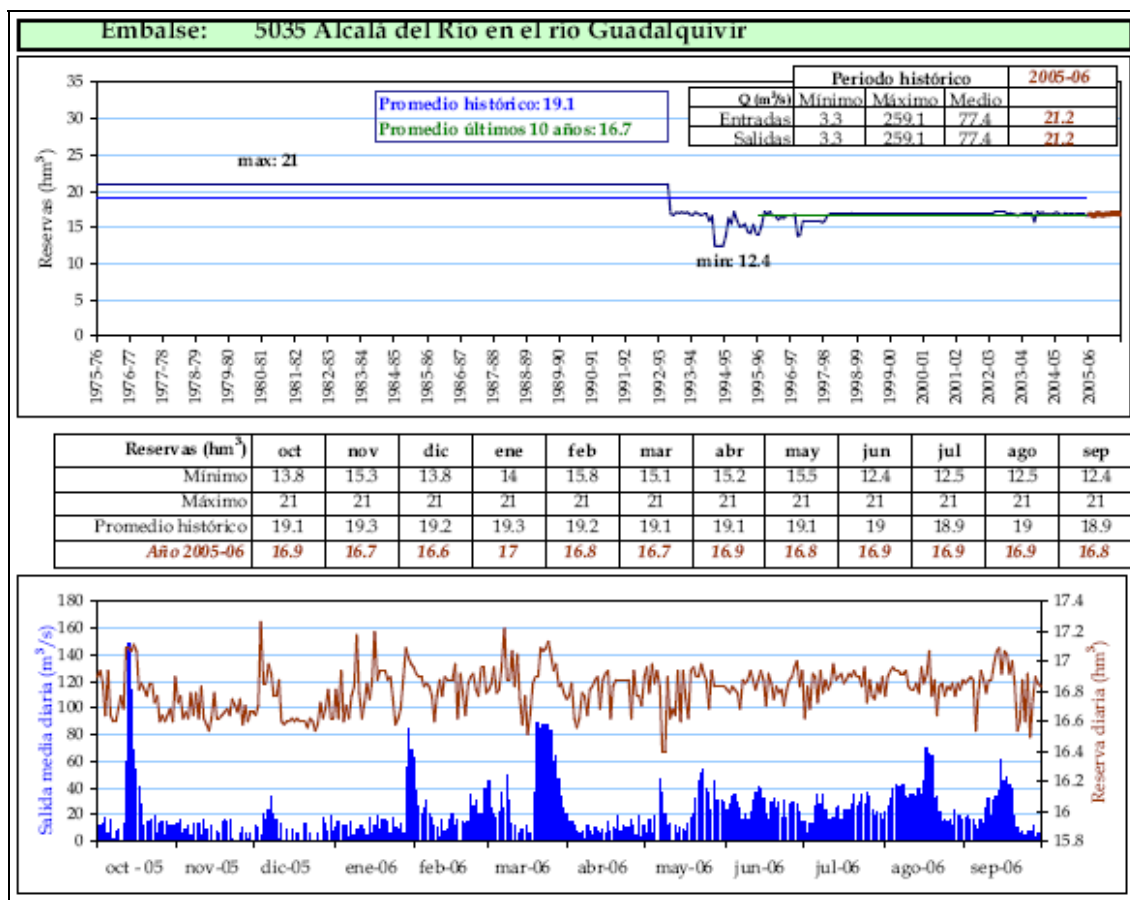 Embalse: 5035 Alcalá del Río en el río Guadalquivir
Periodo histórico 2005-06
Q (m³/s) Mínimo Máximo Medio
Entradas 3.3 259.1 77.4 21.2
Salidas 3.3 259.1 77.4 21.2
Promedio histórico: 19.1
Promedio últimos 10 años: 16.7
max: 21
min: 12.4
Reservas (hm³)
35
30
25
20
15
10
5
0
1975-76 1976-77 1977-78 1978-79 1979-80 1980-81 1981-82 1982-83 1983-84 1984-85 1985-86 1986-87 1987-88 1988-89 1989-90 1990-91 1991-92 1992-93 1993-94 1994-95 1995-96 1996-97 1997-98 1998-99 1999-00 2000-01 2001-02 2002-03 2003-04 2004-05 2005-06
Reservas (hm³) oct nov dic ene feb mar abr may jun jul ago sep
Mínimo 13.8 15.3 13.8 14 15.8 15.1 15.2 15.5 12.4 12.5 12.5 12.4
Máximo 21 21 21 21 21 21 21 21 21 21 21 21
Promedio histórico 19.1 19.3 19.2 19.3 19.2 19.1 19.1 19.1 19 18.9 19 18.9
Año 2005-06 16.9 16.7 16.6 17 16.8 16.7 16.9 16.8 16.9 16.9 16.9 16.8
Salida media diaria (m³/s)
180
160
140
120
100
80
60
40
20
0
17.4
17.2
17
16.8
16.6
16.4
16.2
16
15.8
Reserva diaria (hm³)
oct - 05 nov-05 dic-05 ene-06 feb-06 mar-06 abr-06 may-06 jun-06 jul-06 ago-06 sep-06